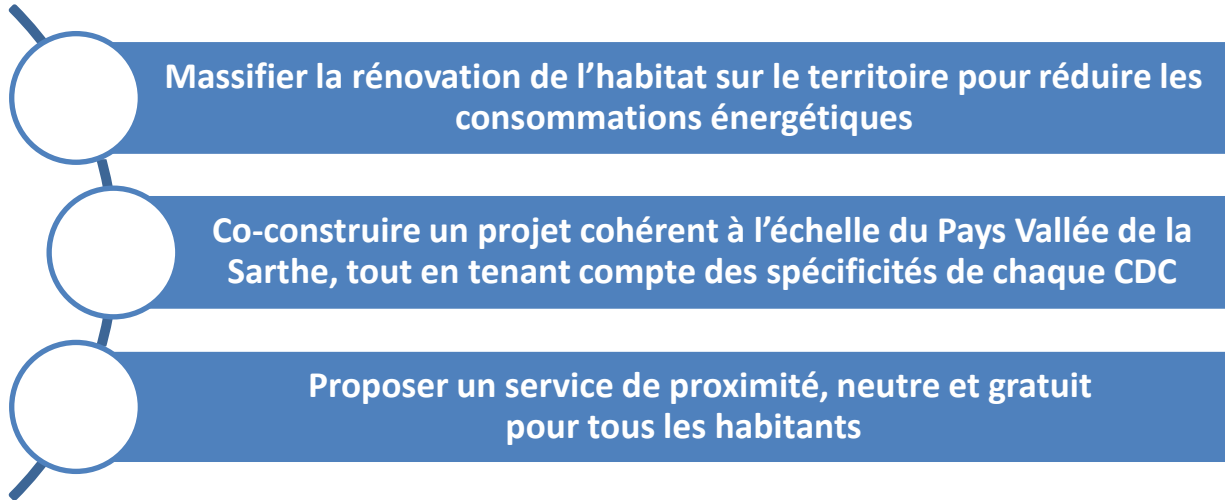 Massifier la rénovation de l’habitat sur le territoire pour réduire les
consommations énergétiques
Co-construire un projet cohérent à l’échelle du Pays Vallée de la
Sarthe, tout en tenant compte des spécificités de chaque CDC
Proposer un service de proximité, neutre et gratuit
pour tous les habitants